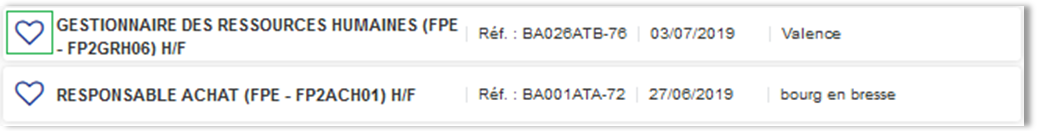 GESTIONNAIRE DES RESSOURCES HUMAINES (FPE - FP2GRH06) H/F | Réf. : BA026ATB-76 | 03/07/2019 | Valence
RESPONSABLE ACHAT (FPE - FP2ACH01) H/F | Réf. : BA001ATA-72 | 27/06/2019 | bourg en bresse